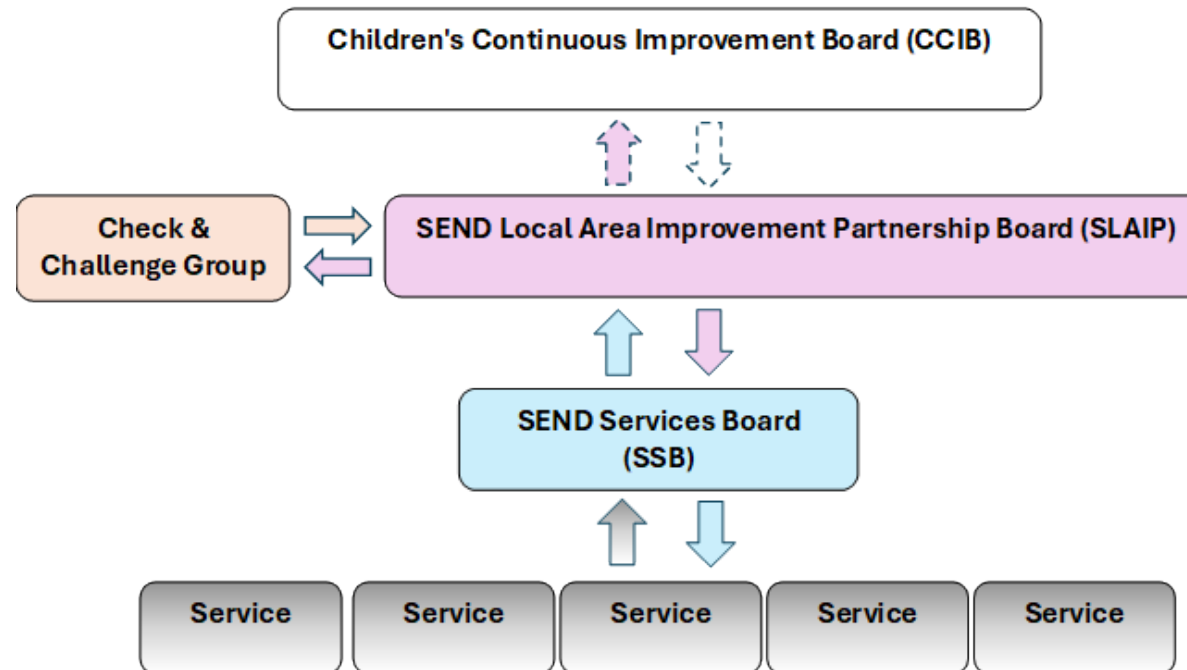 Children's Continuous Improvement Board (CCIB)
Check &
Challenge Group
SEND Local Area Improvement Partnership Board (SLAIP)
SEND Services Board
(SSB)
Service
Service
Service
Service
Service